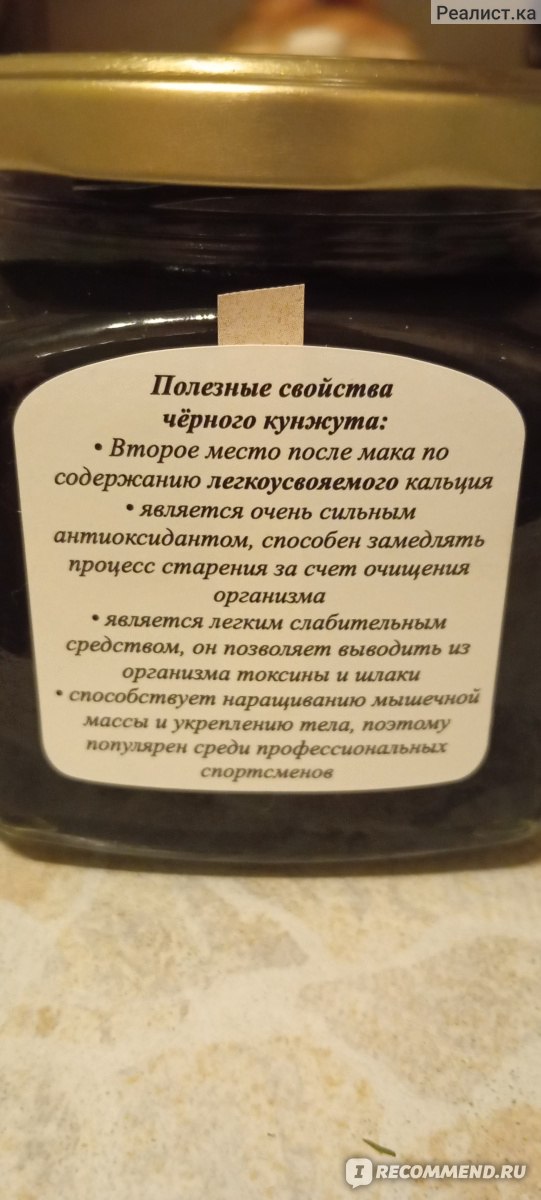 Реалист.ка
Полезные свойства
чёрного кунжута:
• Второе место после мака по
содержанию легкоусвояемого кальция
• является очень сильным
антиоксидантом, способен замедлять
процесс старения за счет очищения
организма
• является легким слабительным
средством, он позволяет выводить из
организма токсины и шлаки
• способствует наращиванию мышечной
массы и укреплению тела, поэтому
популярен среди профессиональных
спортсменов
IRECOMMEND.RU